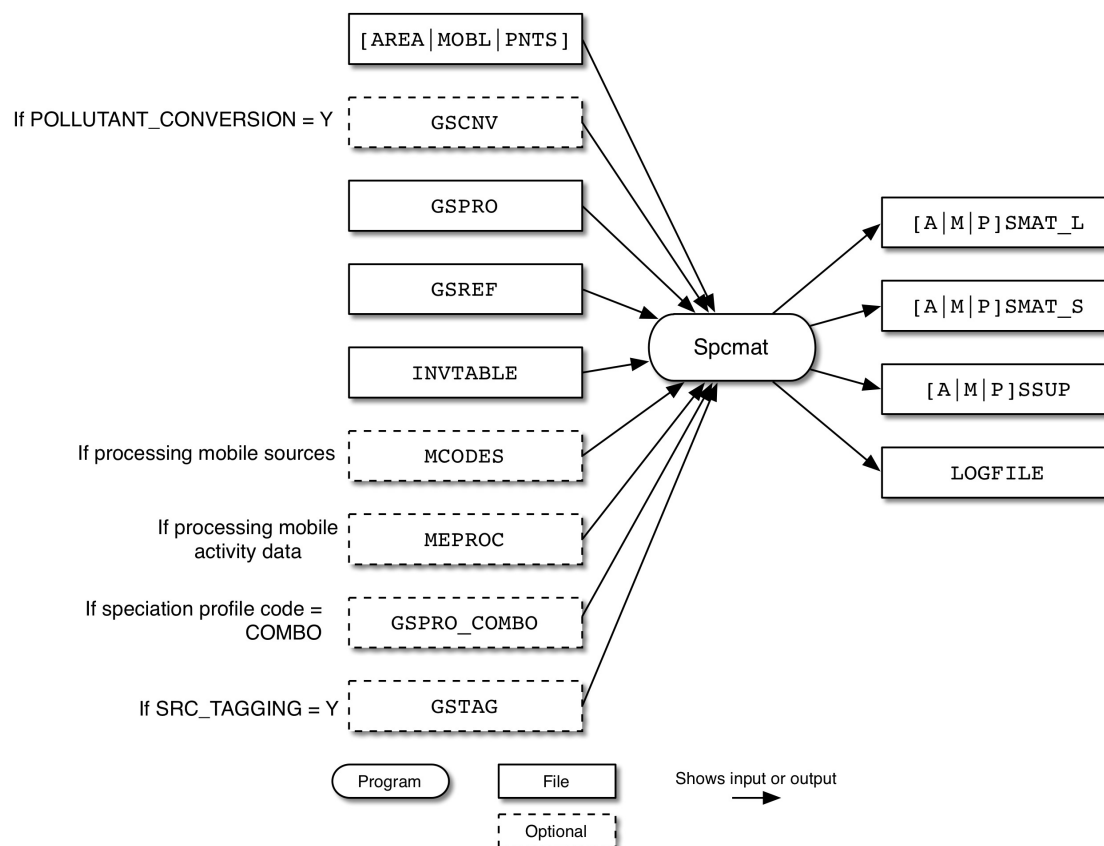 [AREA|MOBL|PNTS]
If POLLUTANT_CONVERSION = Y
GSCNV
GSPRO
GSREF
INVTABLE
If processing mobile sources
MCODES
If processing mobile
activity data
MEPROC
If speciation profile code =
COMBO
GSPRO_COMBO
If SRC_TAGGING = Y
GSTAG
Spcmat
[A|M|P]SMAT_L
[A|M|P]SMAT_S
[A|M|P]SSUP
LOGFILE
Program
File
Shows input or output
Optional